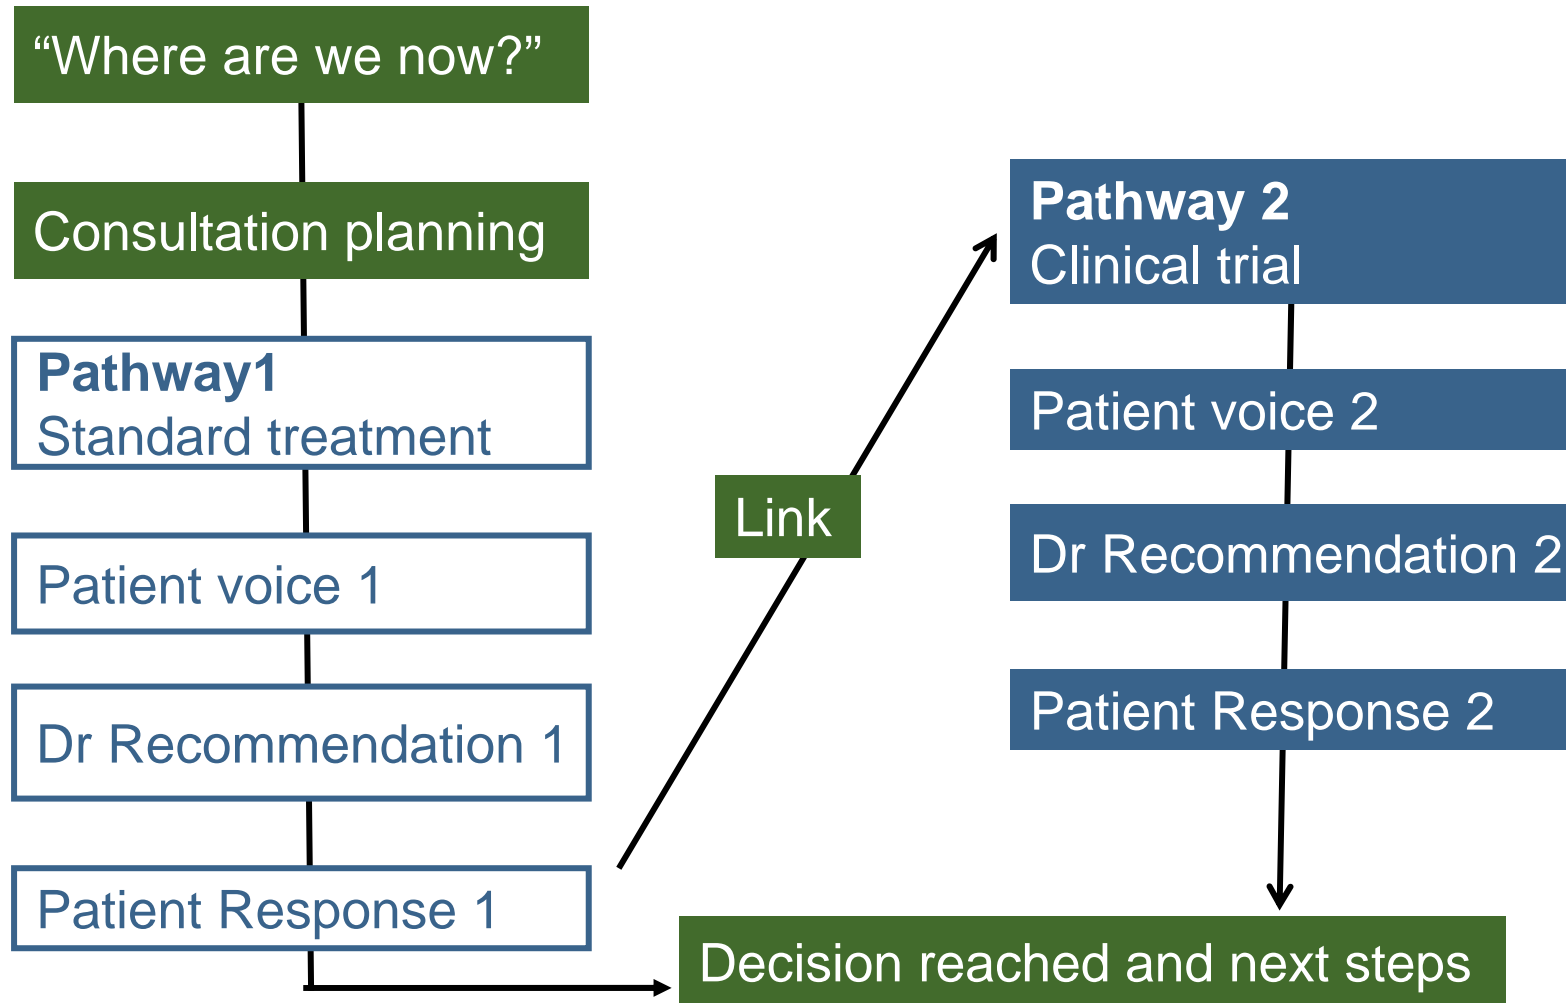 “Where are we now?”
Consultation planning
Pathway1
Standard treatment
Patient voice 1
Dr Recommendation 1
Patient Response 1
Link
Pathway 2
Clinical trial
Patient voice 2
Dr Recommendation 2
Patient Response 2
Decision reached and next steps